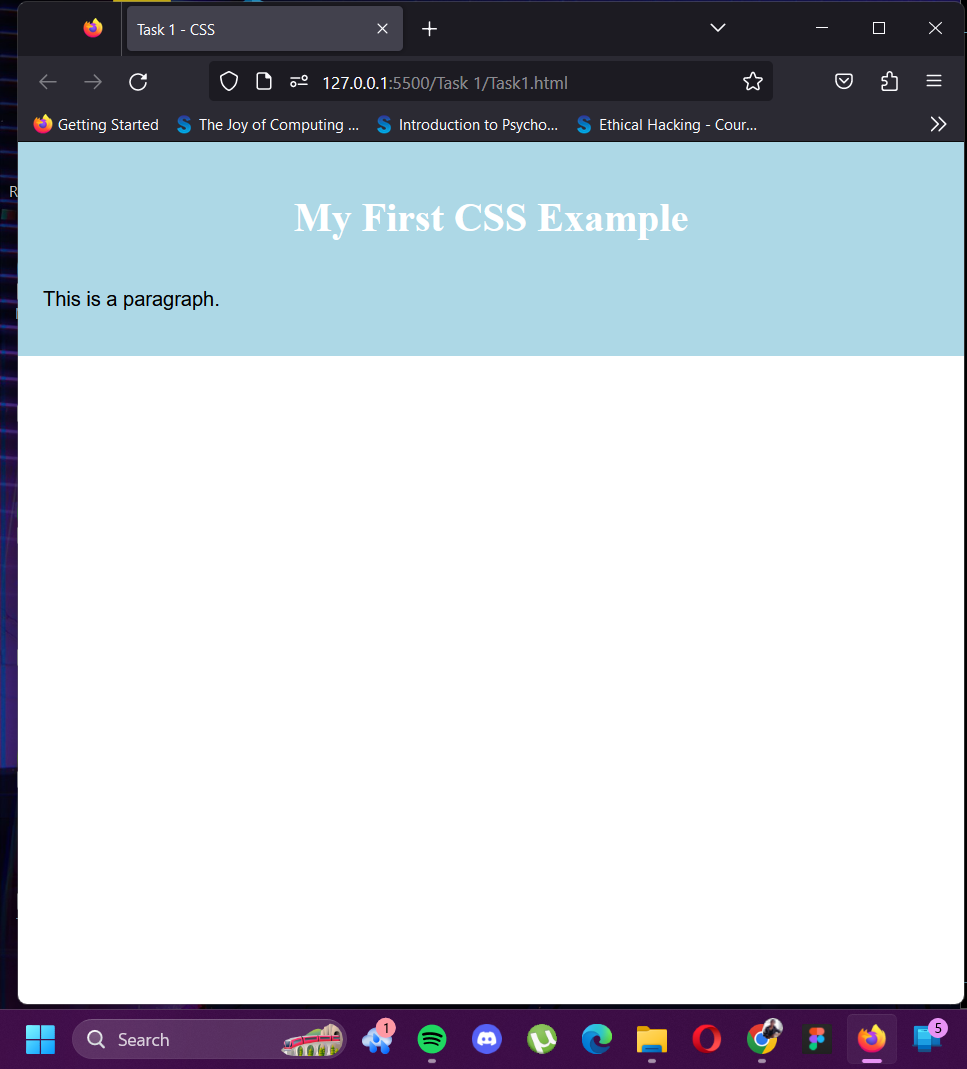 Task 1 - CSS
127.0.0.1:5500/Task 1/Task1.html
Getting Started The Joy of Computing ... Introduction to Psycho... Ethical Hacking - Cour...
R
My First CSS Example
This is a paragraph.
Search 1 5